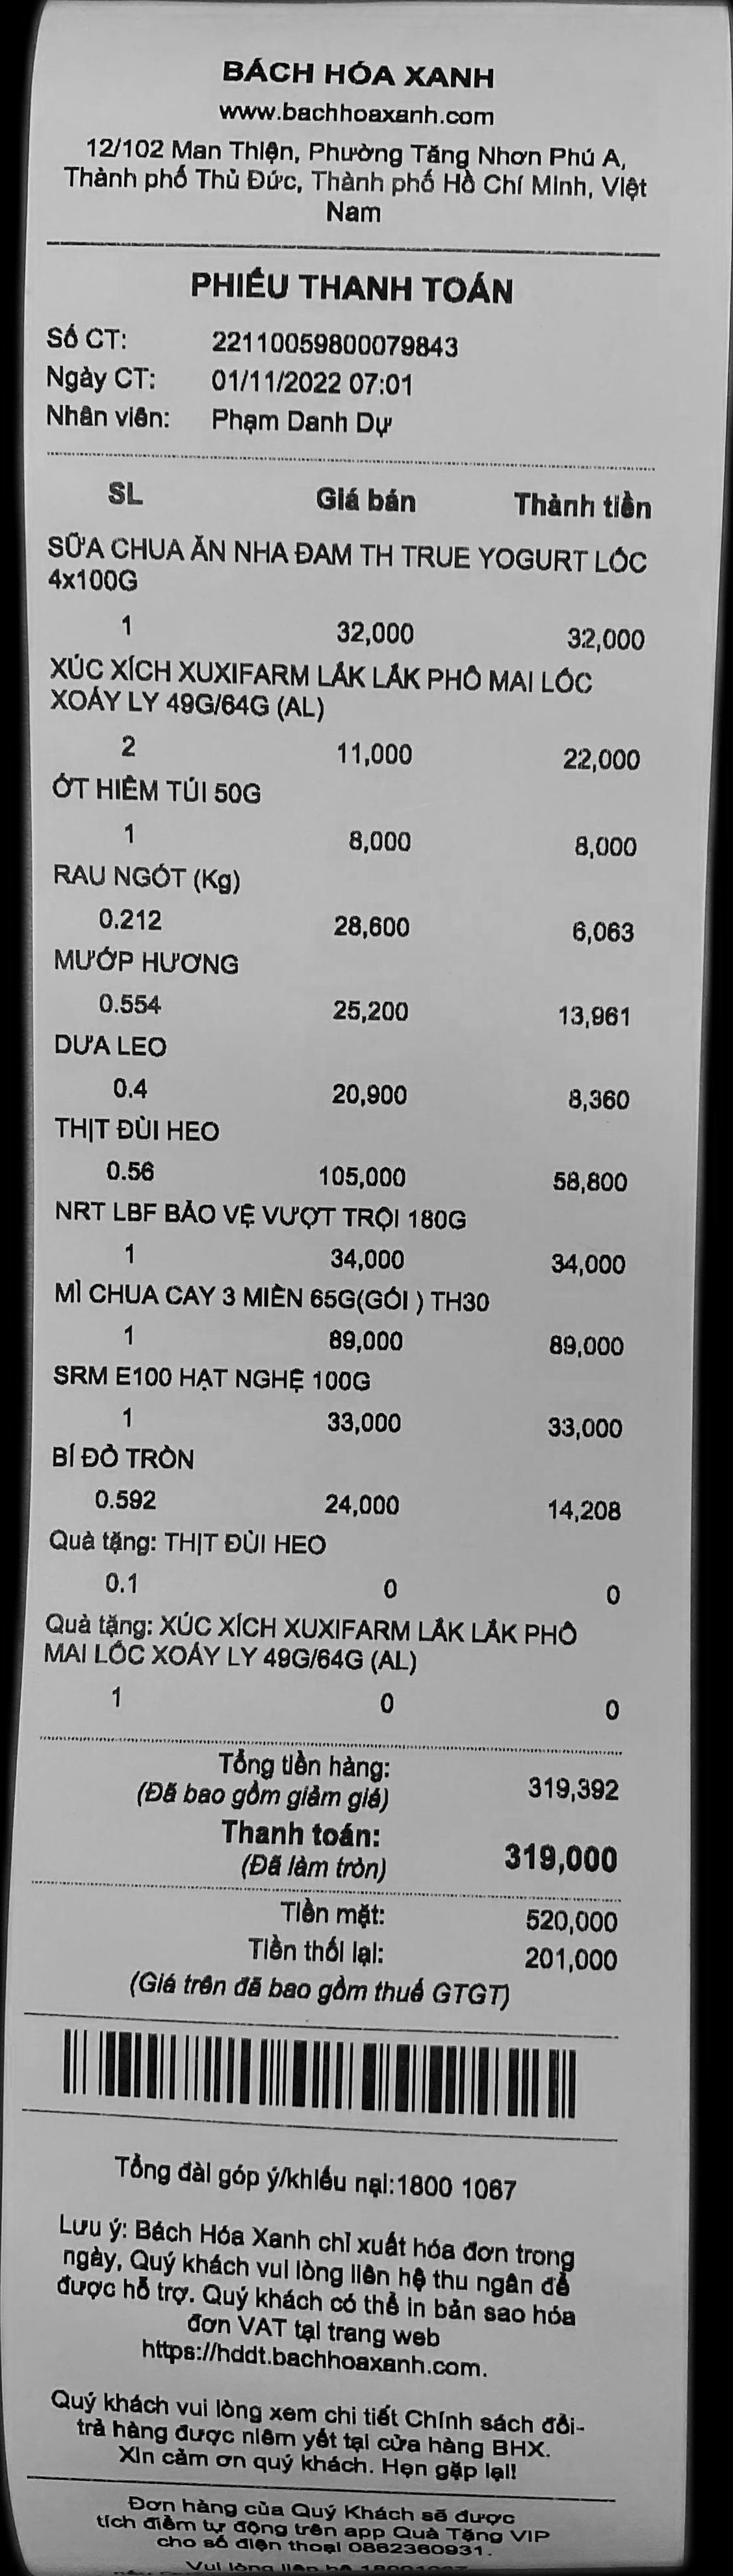 BÁCH HÓA XANH
www.bachhoaxanh.com
12/102 Man Thiện, Phường Tăng Nhơn Phú A,
Thành phố Thủ Đức, Thành phố Hồ Chí Minh, Việt
Nam
PHIẾU THANH TOÁN
Số CT: 22110059800079843
Ngày CT: 01/11/2022 07:01
Nhân viên: Phạm Danh Dự
SL Giá bán Thành tiền
SỮA CHUA ĂN NHA ĐAM TH TRUE YOGURT LỐC
4x100G
1 32,000 32,000
XÚC XÍCH XUXIFARM LẮK LẮK PHÔ MAI LỐC
XOÁY LY 49G/64G (AL)
2 11,000 22,000
ỚT HIỂM TÚI 50G
1 8,000 8,000
RAU NGÓT (Kg)
0.212 28,600 6,063
MƯỚP HƯƠNG
0.554 25,200 13,961
DƯA LEO
0.4 20,900 8,360
THỊT ĐÙI HEO
0.56 105,000 58,800
NRT LBF BẢO VỆ VƯỢT TRỘI 180G
1 34,000 34,000
MÌ CHUA CAY 3 MIỀN 65G(GÓI ) TH30
1 89,000 89,000
SRM E100 HẠT NGHỆ 100G
1 33,000 33,000
BÍ ĐỎ TRÒN
0.592 24,000 14,208
Quà tặng: THỊT ĐÙI HEO
0.1 0 0
Quà tặng: XÚC XÍCH XUXIFARM LẮK LẮK PHÔ
MAI LỐC XOÁY LY 49G/64G (AL)
1 0 0
Tổng tiền hàng: 319,392
(Đã bao gồm giảm giá)
Thanh toán: 319,000
(Đã làm tròn)
Tiền mặt: 520,000
Tiền thối lại: 201,000
(Giá trên đã bao gồm thuế GTGT)
Tổng đài góp ý/khiếu nại:1800 1067
Lưu ý: Bách Hóa Xanh chỉ xuất hóa đơn trong
ngày, Quý khách vui lòng liên hệ thu ngân để
được hỗ trợ. Quý khách có thể in bản sao hóa
đơn VAT tại trang web
https://hddt.bachhoaxanh.com.
Quý khách vui lòng xem chi tiết Chính sách đổi-
trả hàng được niêm yết tại cửa hàng BHX.
Xin cảm ơn quý khách. Hẹn gặp lại!
Đơn hàng của Quý Khách sẽ được
tích điểm tự động trên app Quà Tặng VIP
cho số điện thoại 0862360931.
Vui lòng liên hệ